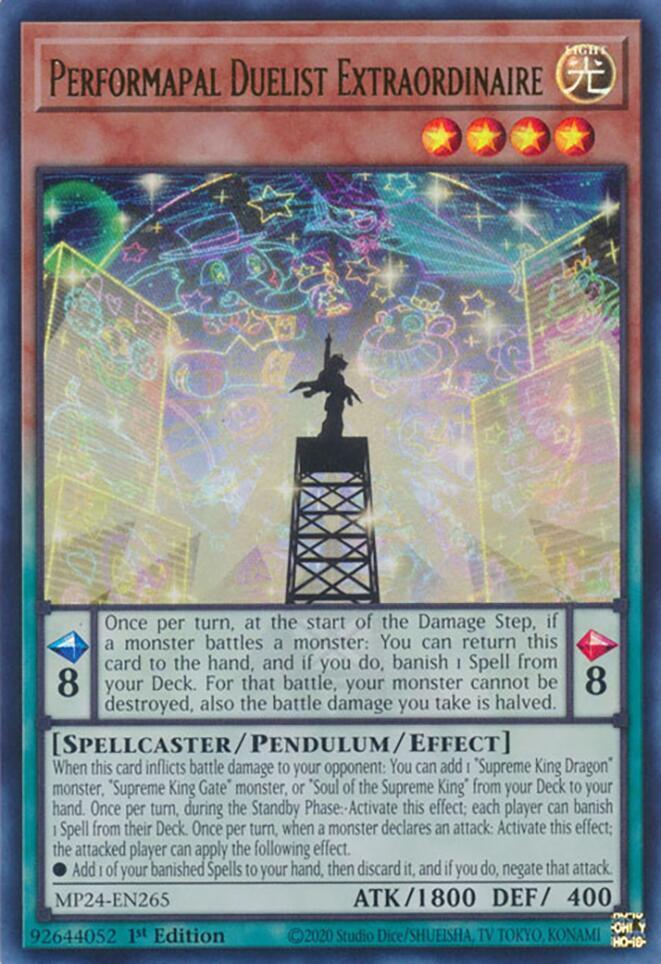 PERFORMAPAL DUELIST EXTRAORDINAIRE
LIGHT
光
Once per turn, at the start of the Damage Step, if
a monster battles a monster: You can return this
card to the hand, and if you do, banish 1 Spell from
your Deck. For that battle, your monster cannot be
destroyed, also the battle damage you take is halved.
8
8
[SPELLCASTER/PENDULUM/EFFECT]
When this card inflicts battle damage to your opponent: You can add 1 "Supreme King Dragon"
monster, "Supreme King Gate" monster, or "Soul of the Supreme King" from your Deck to your
hand. Once per turn, during the Standby Phase:-Activate this effect; each player can banish
1 Spell from their Deck. Once per turn, when a monster declares an attack: Activate this effect;
the attacked player can apply the following effect.
● Add 1 of your banished Spells to your hand, then discard it, and if you do, negate that attack.
MP24-EN265
ATK/1800 DEF/ 400
92644052 1st Edition
©2020 Studio Dice/SHUEISHA, TV TOKYO, KONAMI